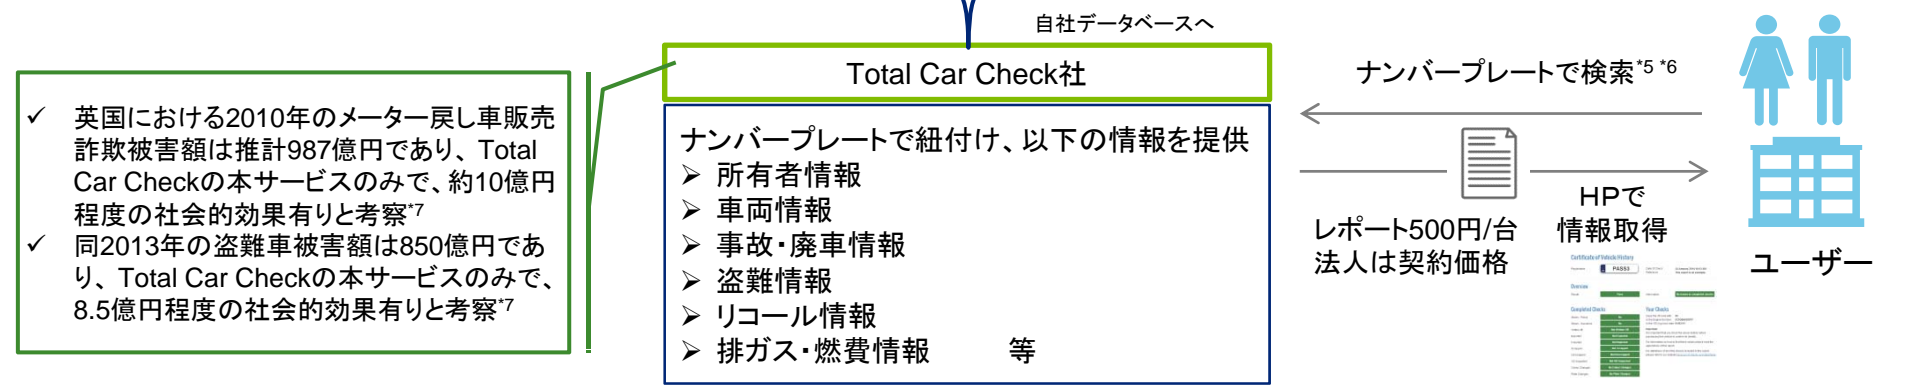 自社データベースへ
Total Car Check社
✓ 英国における2010年のメーター戻し車販売
詐欺被害額は推計987億円であり、Total
Car Checkの本サービスのみで、約10億円
程度の社会的効果有りと考察*7
✓ 同2013年の盗難車被害額は850億円であ
り、Total Car Checkの本サービスのみで、
8.5億円程度の社会的効果有りと考察*7
ナンバープレートで紐付け、以下の情報を提供
➢ 所有者情報
➢ 車両情報
➢ 事故・廃車情報
➢ 盗難情報
➢ リコール情報
➢ 排ガス・燃費情報 等
ナンバープレートで検索*5 *6
レポート500円/台
法人は契約価格
HPで
情報取得
ユーザー
Certificate of Vehicle History
PAS53
Overview
Completed Checks
Your Checks